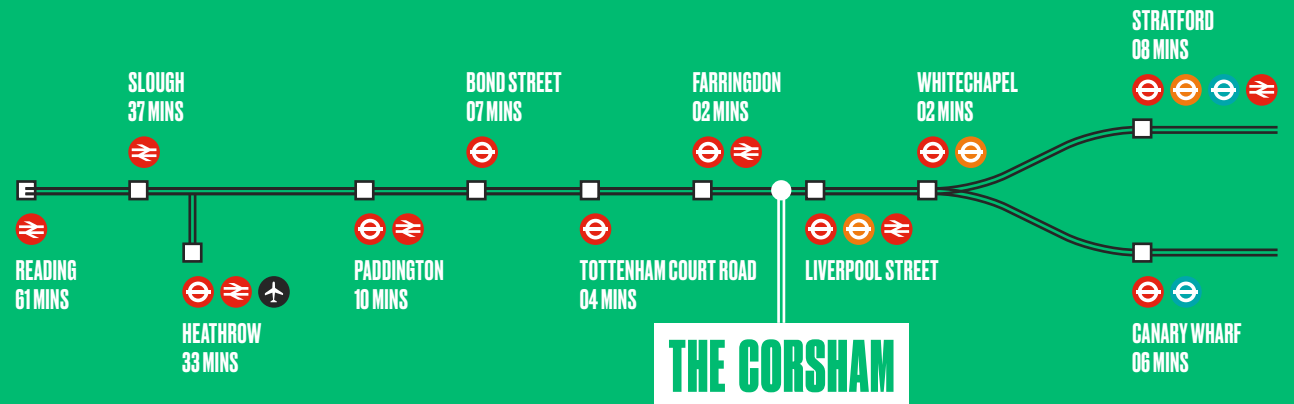 STRATFORD
08 MINS
SLOUGH
37 MINS
BOND STREET
07 MINS
FARRINGDON
02 MINS
WHITECHAPEL
02 MINS
READING
61 MINS
PADDINGTON
10 MINS
TOTTENHAM COURT ROAD
04 MINS
LIVERPOOL STREET
HEATHROW
33 MINS
CANARY WHARF
06 MINS
THE CORSHAM